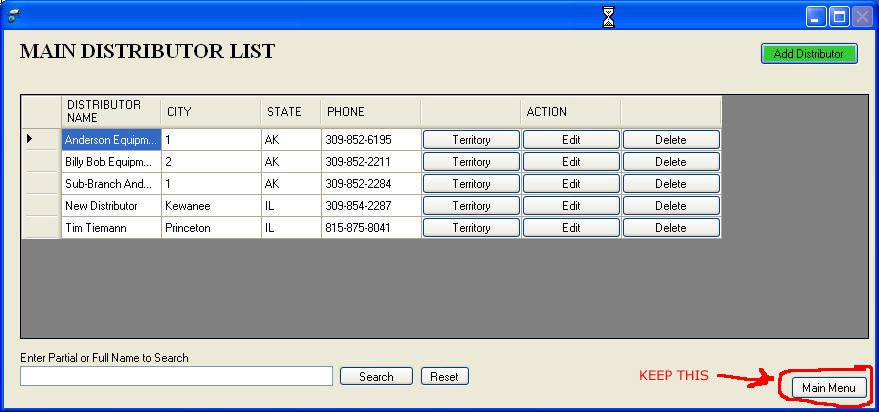 MAIN DISTRIBUTOR LIST
Add Distributor
DISTRIBUTOR NAME CITY STATE PHONE ACTION
Anderson Equipm... 1 AK 309-852-6195 Territory Edit Delete
Billy Bob Equipm... 2 AK 309-852-2211 Territory Edit Delete
Sub-Branch And... 1 AK 309-852-2284 Territory Edit Delete
New Distributor Kewanee IL 309-854-2287 Territory Edit Delete
Tim Tiemann Princeton IL 815-875-8041 Territory Edit Delete
Enter Partial or Full Name to Search
Search Reset
KEEP THIS
Main Menu